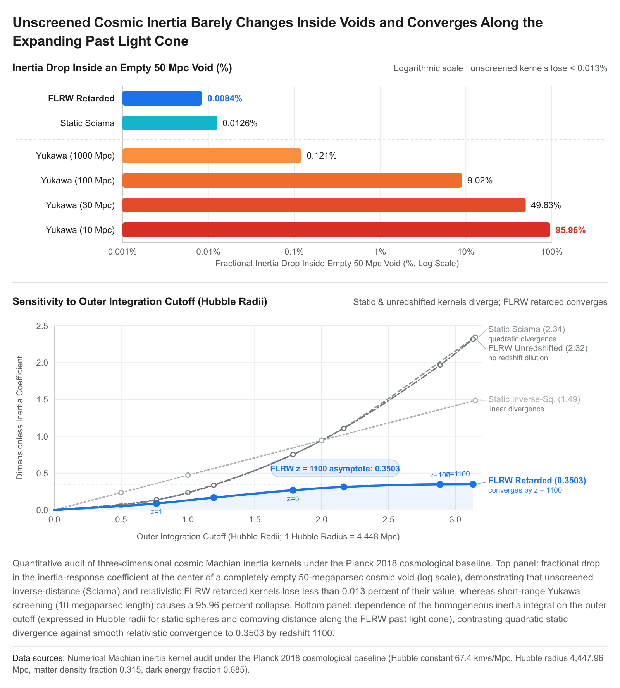 Unscreened Cosmic Inertia Barely Changes Inside Voids and Converges Along the
Expanding Past Light Cone
Inertia Drop Inside an Empty 50 Mpc Void (%)
Logarithmic scale · unscreened kernels lose < 0.013%
FLRW Retarded
0.0084%
Static Sciama
0.0126%
Yukawa (1000 Mpc)
0.121%
Yukawa (100 Mpc)
9.02%
Yukawa (30 Mpc)
49.63%
Yukawa (10 Mpc)
95.96%
0.001%
0.01%
0.1%
1%
10%
100%
Fractional Inertia Drop Inside Empty 50 Mpc Void (%, Log Scale)
Sensitivity to Outer Integration Cutoff (Hubble Radii)
Static & unredshifted kernels diverge; FLRW retarded converges
Dimensionless Inertia Coefficient
2.5
2.0
1.5
1.0
0.5
0.0
Static Sciama (2.34)
quadratic divergence
FLRW Unredshifted (2.32)
no redshift dilution
Static Inverse-Sq. (1.49)
linear divergence
FLRW z = 1100 asymptote: 0.3503
z=1
z=5
z=1100
FLRW Retarded (0.3503)
converges by z = 1100
0.0
0.5
1.0
1.5
2.0
2.5
3.0
Outer Integration Cutoff (Hubble Radii; 1 Hubble Radius = 4,448 Mpc)
Quantitative audit of three-dimensional cosmic Machian inertia kernels under the Planck 2018 cosmological baseline. Top panel: fractional drop
in the inertia-response coefficient at the center of a completely empty 50-megaparsec cosmic void (log scale), demonstrating that unscreened
inverse-distance (Sciama) and relativistic FLRW retarded kernels lose less than 0.013 percent of their value, whereas short-range Yukawa
screening (10 megaparsec length) causes a 95.96 percent collapse. Bottom panel: dependence of the homogeneous inertia integral on the outer
cutoff (expressed in Hubble radii for static spheres and comoving distance along the FLRW past light cone), contrasting quadratic static
divergence against smooth relativistic convergence to 0.3503 by redshift 1100.
Data sources: Numerical Machian inertia kernel audit under the Planck 2018 cosmological baseline (Hubble constant 67.4 km/s/Mpc, Hubble radius 4,447.96
Mpc, matter density fraction 0.315, dark energy fraction 0.685).